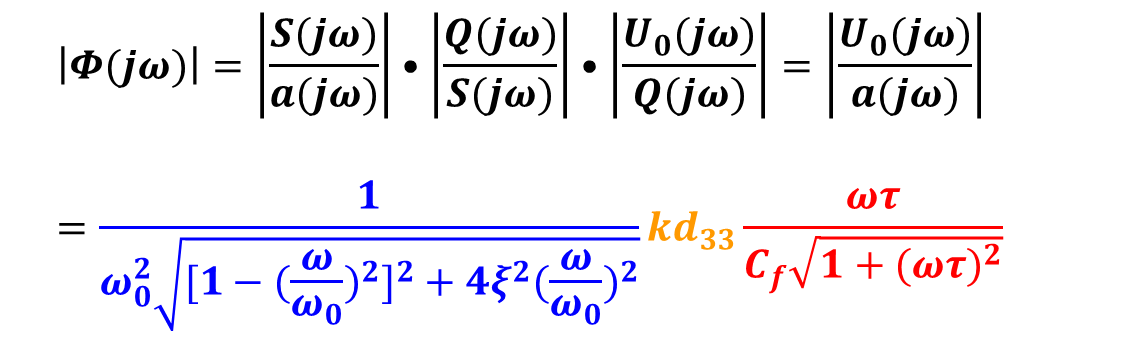 |Φ(jω)| = |S(jω)/a(jω)| • |Q(jω)/S(jω)| • |U₀(jω)/Q(jω)| = |U₀(jω)/a(jω)|
= 1/(ω₀²√([1 − (ω/ω₀)²]² + 4ξ²(ω/ω₀)²)) kd₃₃ ωτ/(C_f√(1 + (ωτ)²))